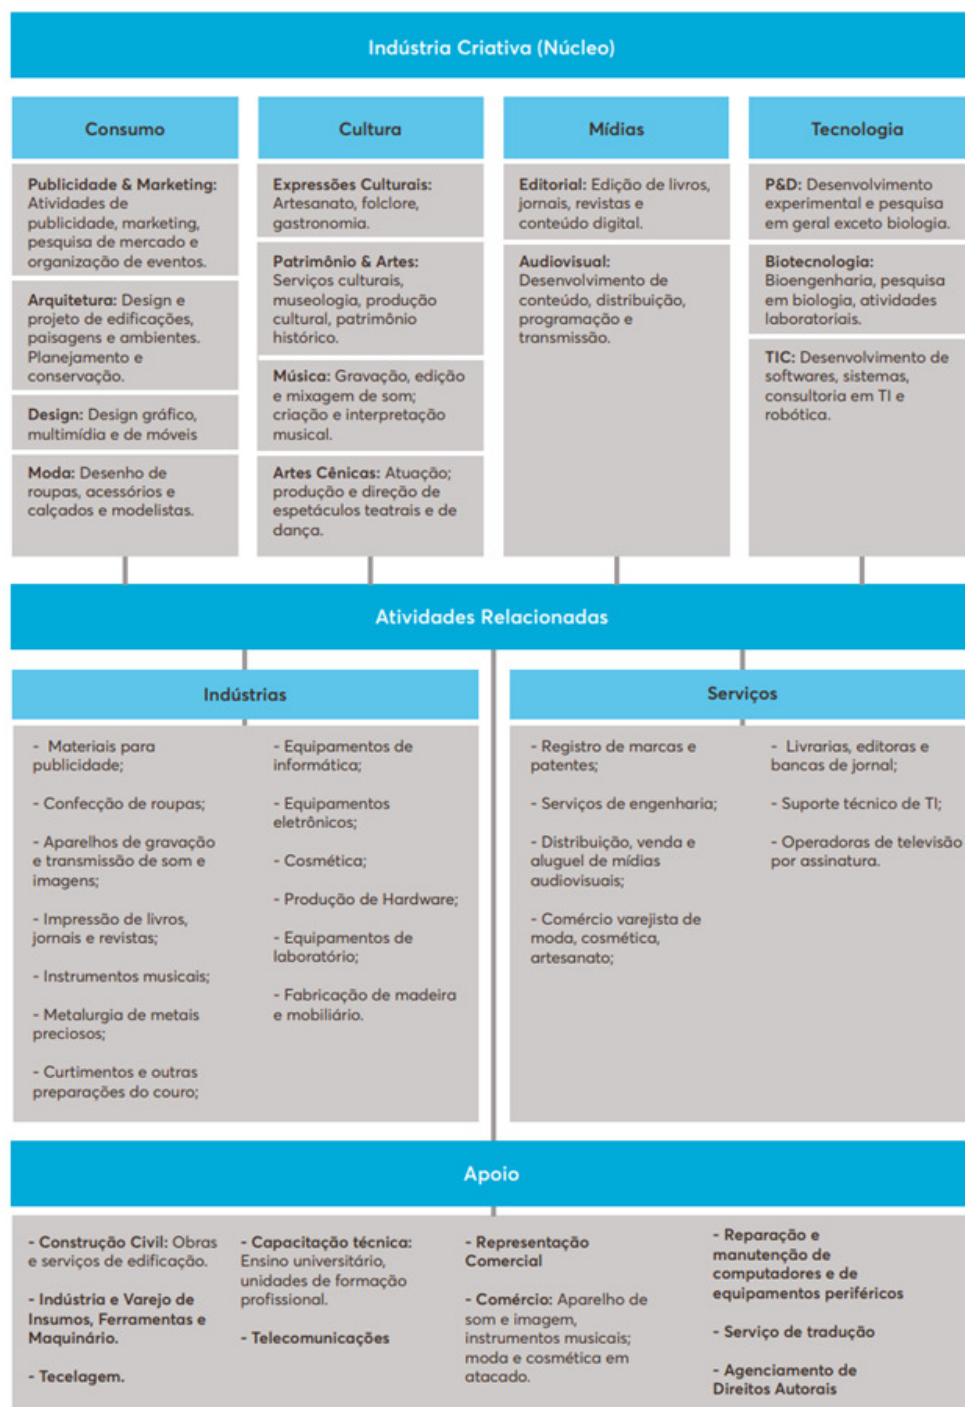 Indústria Criativa (Núcleo)
Consumo
Publicidade & Marketing:
Atividades de
publicidade, marketing,
pesquisa de mercado e
organização de eventos.
Arquitetura: Design e
projeto de edificações,
paisagens e ambientes.
Planejamento e
conservação.
Design: Design gráfico,
multimídia e de móveis
Moda: Desenho de
roupas, acessórios e
calçados e modelistas.
Cultura
Expressões Culturais:
Artesanato, folclore,
gastronomia.
Patrimônio & Artes:
Serviços culturais,
museologia, produção
cultural, patrimônio
histórico.
Música: Gravação, edição
e mixagem de som;
criação e interpretação
musical.
Artes Cênicas: Atuação;
produção e direção de
espetáculos teatrais e de
dança.
Mídias
Editorial: Edição de livros,
jornais, revistas e
conteúdo digital.
Audiovisual:
Desenvolvimento de
conteúdo, distribuição,
programação e
transmissão.
Tecnologia
P&D: Desenvolvimento
experimental e pesquisa
em geral exceto biologia.
Biotecnologia:
Bioengenharia, pesquisa
em biologia, atividades
laboratoriais.
TIC: Desenvolvimento de
softwares, sistemas,
consultoria em TI e
robótica.
Atividades Relacionadas
Indústrias
- Materiais para
publicidade;
- Confecção de roupas;
- Aparelhos de gravação
e transmissão de som e
imagens;
- Impressão de livros,
jornais e revistas;
- Instrumentos musicais;
- Metalurgia de metais
preciosos;
- Curtimentos e outras
preparações do couro;
- Equipamentos de
informática;
- Equipamentos
eletrônicos;
- Cosmética;
- Produção de Hardware;
- Equipamentos de
laboratório;
- Fabricação de madeira
e mobiliário.
Serviços
- Registro de marcas e
patentes;
- Serviços de engenharia;
- Distribuição, venda e
aluguel de mídias
audiovisuais;
- Comércio varejista de
moda, cosmética,
artesanato;
- Livrarias, editoras e
bancas de jornal;
- Suporte técnico de TI;
- Operadoras de televisão
por assinatura.
Apoio
- Construção Civil: Obras
e serviços de edificação.
- Indústria e Varejo de
Insumos, Ferramentas e
Maquinário.
- Tecelagem.
- Capacitação técnica:
Ensino universitário,
unidades de formação
profissional.
- Telecomunicações
- Representação
Comercial
- Comércio: Aparelho de
som e imagem,
instrumentos musicais;
moda e cosmética em
atacado.
- Reparação e
manutenção de
computadores e de
equipamentos periféricos
- Serviço de tradução
- Agenciamento de
Direitos Autorais